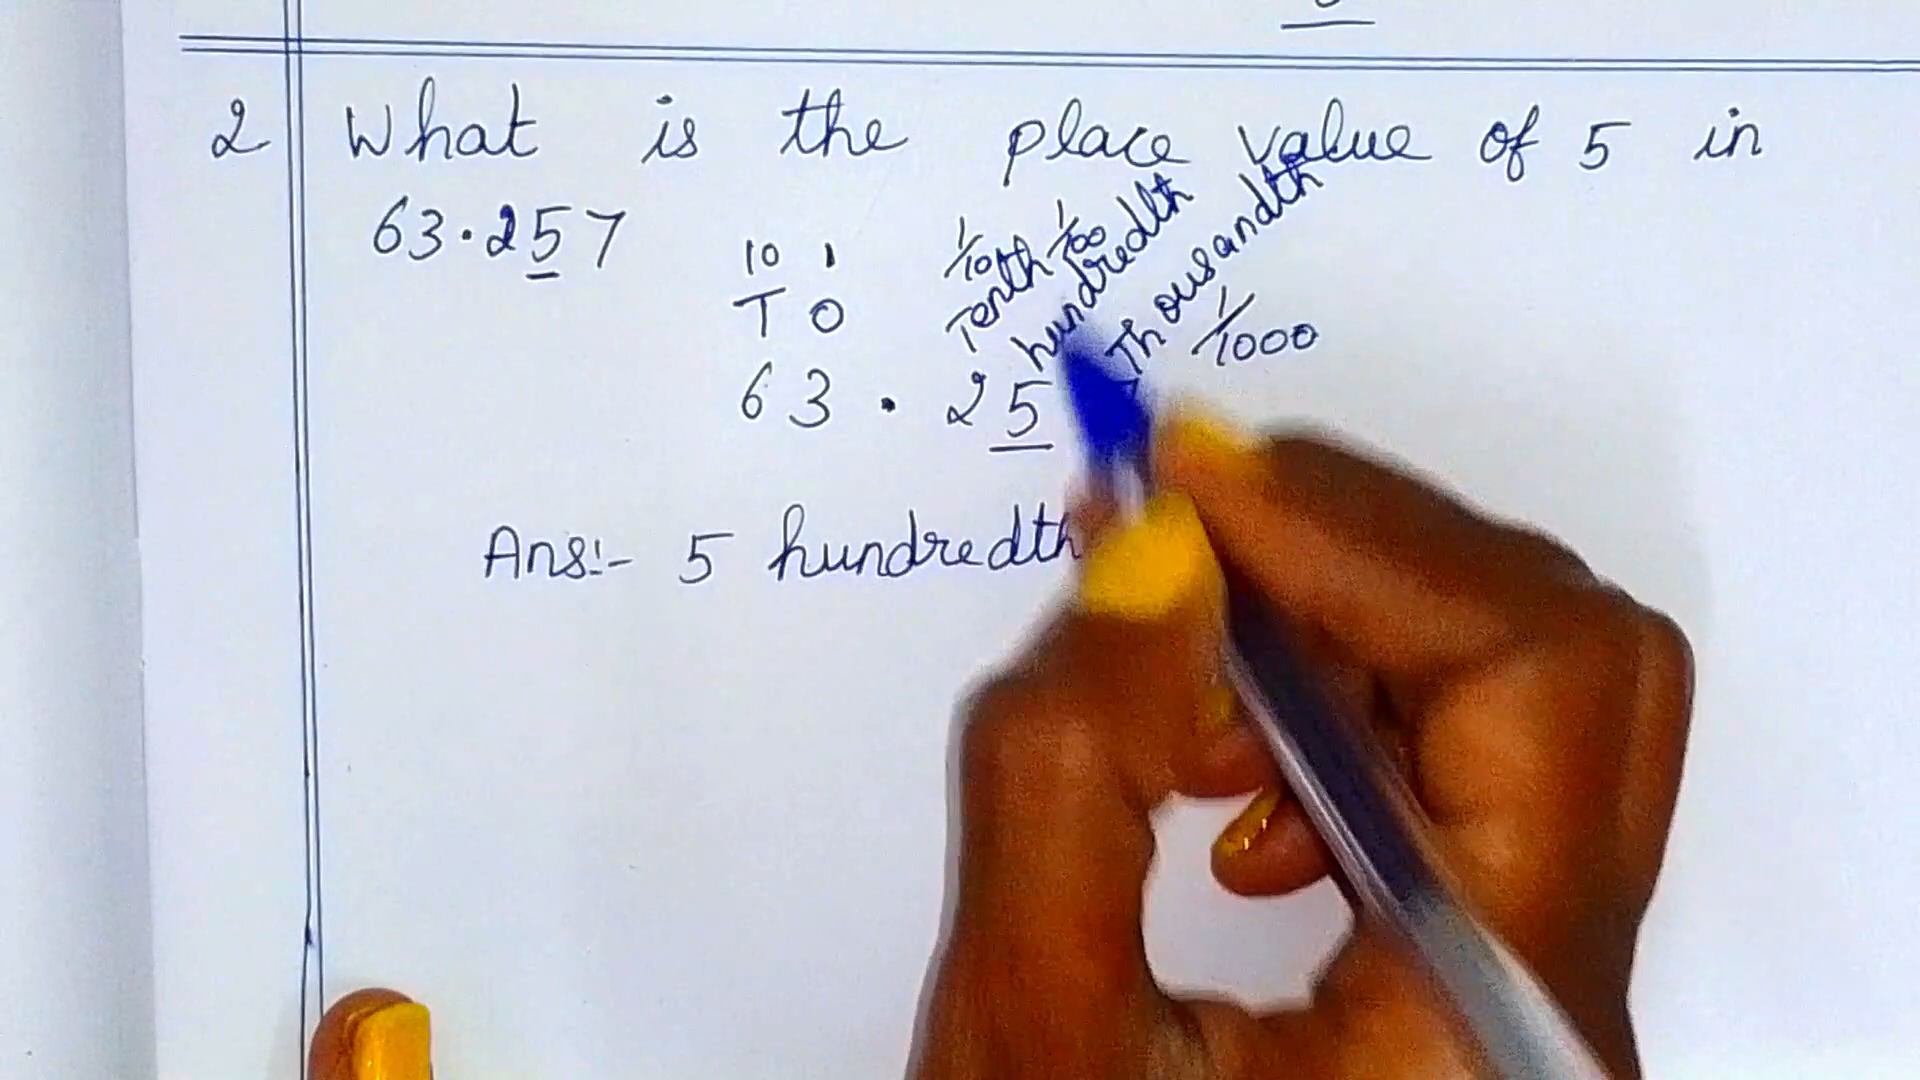 2 What is the place value of 5 in
63.257
10 1 1/10 1/100
T O Tenth hundredth Thousandth 1/1000
63.25
Ans:- 5 hundredth